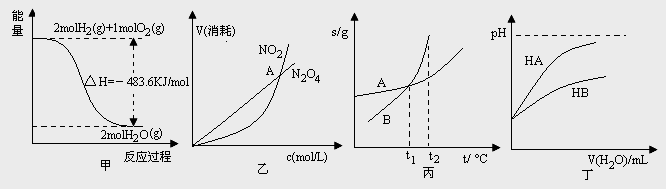 能
量
2molH₂(g)+1molO₂(g)
△H=－483.6KJ/mol
2molH₂O(g)
反应过程
甲
V(消耗)
NO₂
A
N₂O₄
c(mol/L)
乙
s/g
A
B
t₁
t₂
t/ °C
丙
pH
HA
HB
V(H₂O)/mL
丁